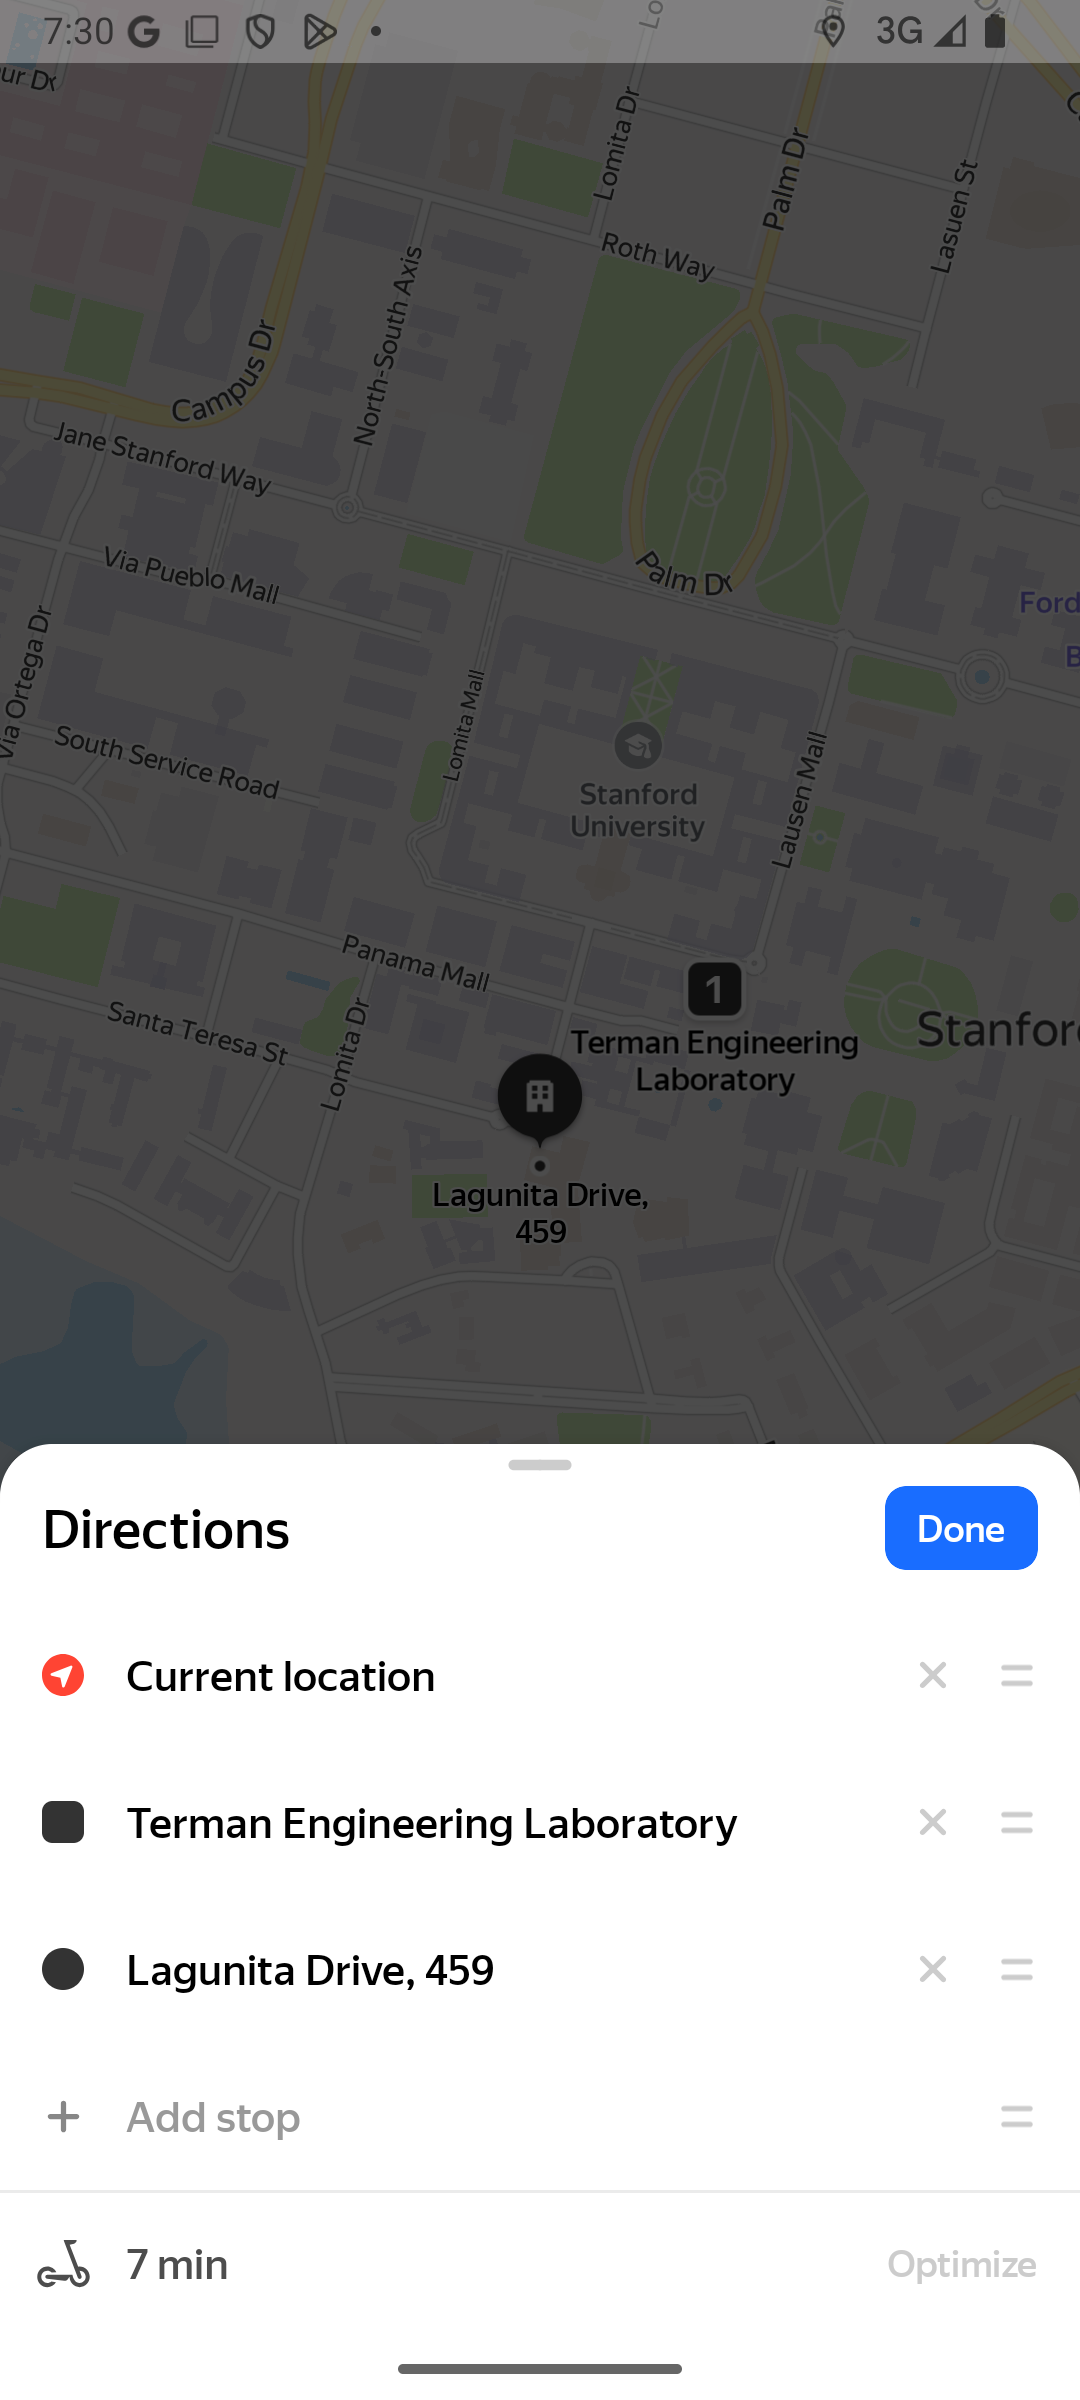 7:30
3G
Lomita Dr
Palm Dr
Lasuen St
Roth Way
North-South Axis
Campus Dr
Jane Stanford Way
Via Pueblo Mall
Palm Dr
Ford
Via Ortega Dr
Lomita Mall
South Service Road
Stanford
University
Lausen Mall
Panama Mall
1
Santa Teresa St
Lomita Dr
Terman Engineering
Laboratory
Stanfor
Lagunita Drive,
459
Directions
Done
Current location
Terman Engineering Laboratory
Lagunita Drive, 459
Add stop
7 min
Optimize